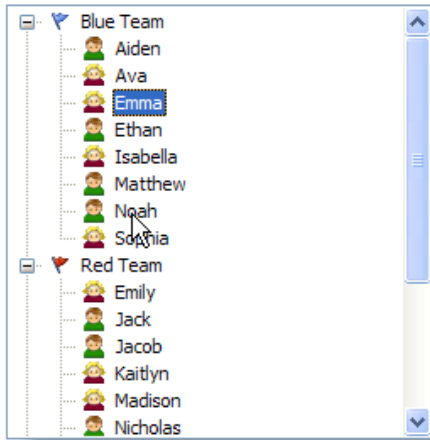 Blue Team
Aiden
Ava
Emma
Ethan
Isabella
Matthew
Noah
Sophia
Red Team
Emily
Jack
Jacob
Kaitlyn
Madison
Nicholas